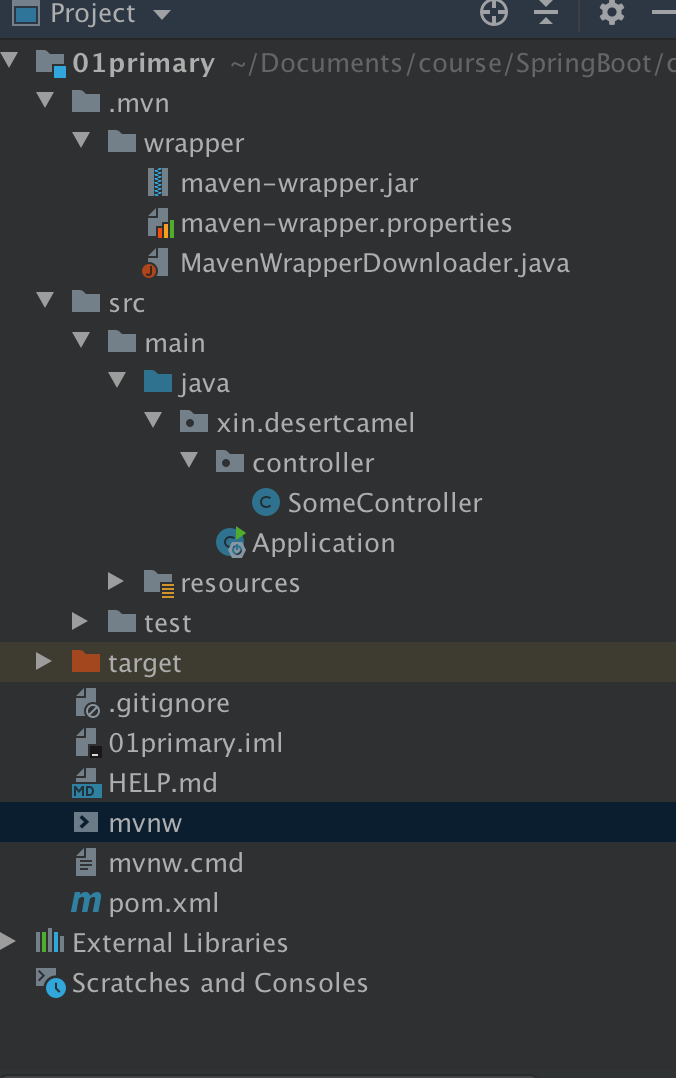 Project
01primary ~/Documents/course/SpringBoot/
.mvn
wrapper
maven-wrapper.jar
maven-wrapper.properties
MavenWrapperDownloader.java
src
main
java
xin.desertcamel
controller
SomeController
Application
resources
test
target
.gitignore
01primary.iml
HELP.md
mvnw
mvnw.cmd
pom.xml
External Libraries
Scratches and Consoles